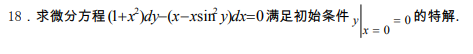 18．求微分方程(1+x²)dy−(x−xsin²y)dx=0满足初始条件 y|x = 0 = 0的特解.